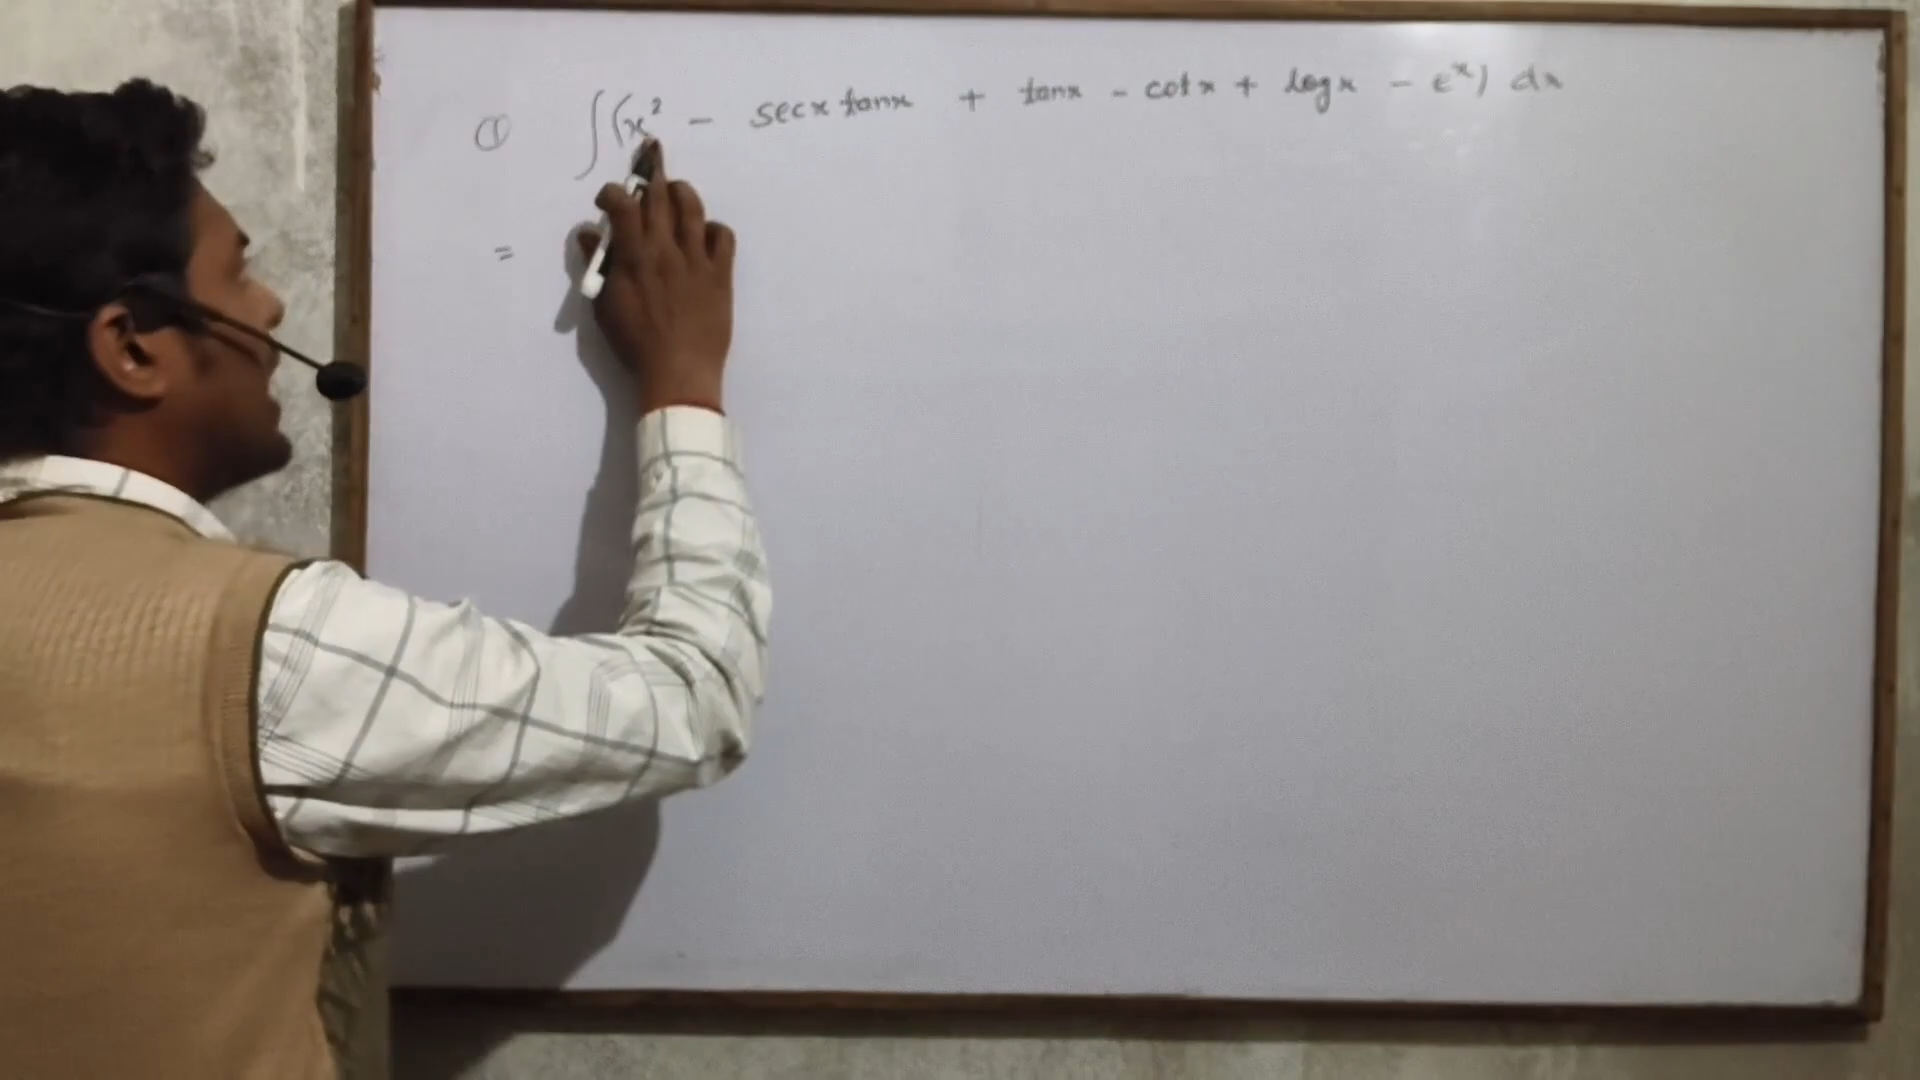 ① ∫(x² - secx tanx + tanx - cotx + logx - eˣ) dx
=